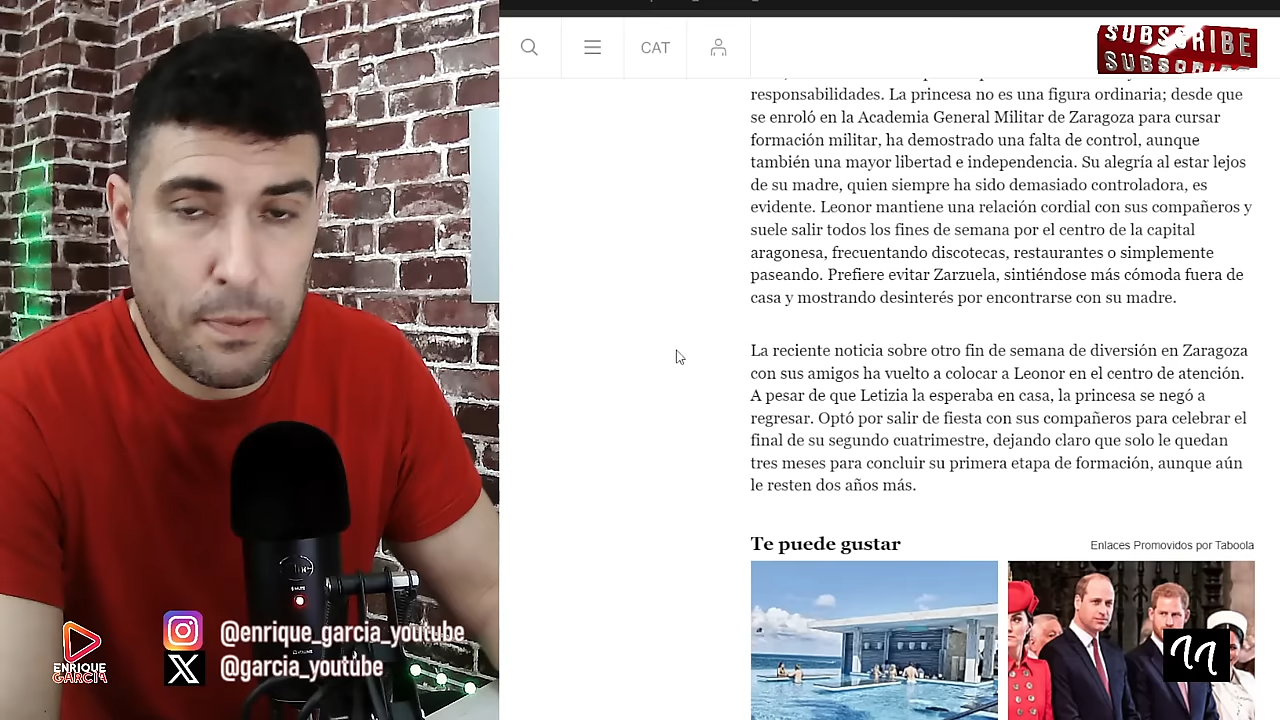 CAT
SUBSCRIBE
SUBSCRIBE
responsabilidades. La princesa no es una figura ordinaria; desde que
se enroló en la Academia General Militar de Zaragoza para cursar
formación militar, ha demostrado una falta de control, aunque
también una mayor libertad e independencia. Su alegría al estar lejos
de su madre, quien siempre ha sido demasiado controladora, es
evidente. Leonor mantiene una relación cordial con sus compañeros y
suele salir todos los fines de semana por el centro de la capital
aragonesa, frecuentando discotecas, restaurantes o simplemente
paseando. Prefiere evitar Zarzuela, sintiéndose más cómoda fuera de
casa y mostrando desinterés por encontrarse con su madre.
La reciente noticia sobre otro fin de semana de diversión en Zaragoza
con sus amigos ha vuelto a colocar a Leonor en el centro de atención.
A pesar de que Letizia la esperaba en casa, la princesa se negó a
regresar. Optó por salir de fiesta con sus compañeros para celebrar el
final de su segundo cuatrimestre, dejando claro que solo le quedan
tres meses para concluir su primera etapa de formación, aunque aún
le resten dos años más.
Te puede gustar
Enlaces Promovidos por Taboola
@enrique_garcia_youtube
@garcia_youtube
ENRIQUE
GARCIA